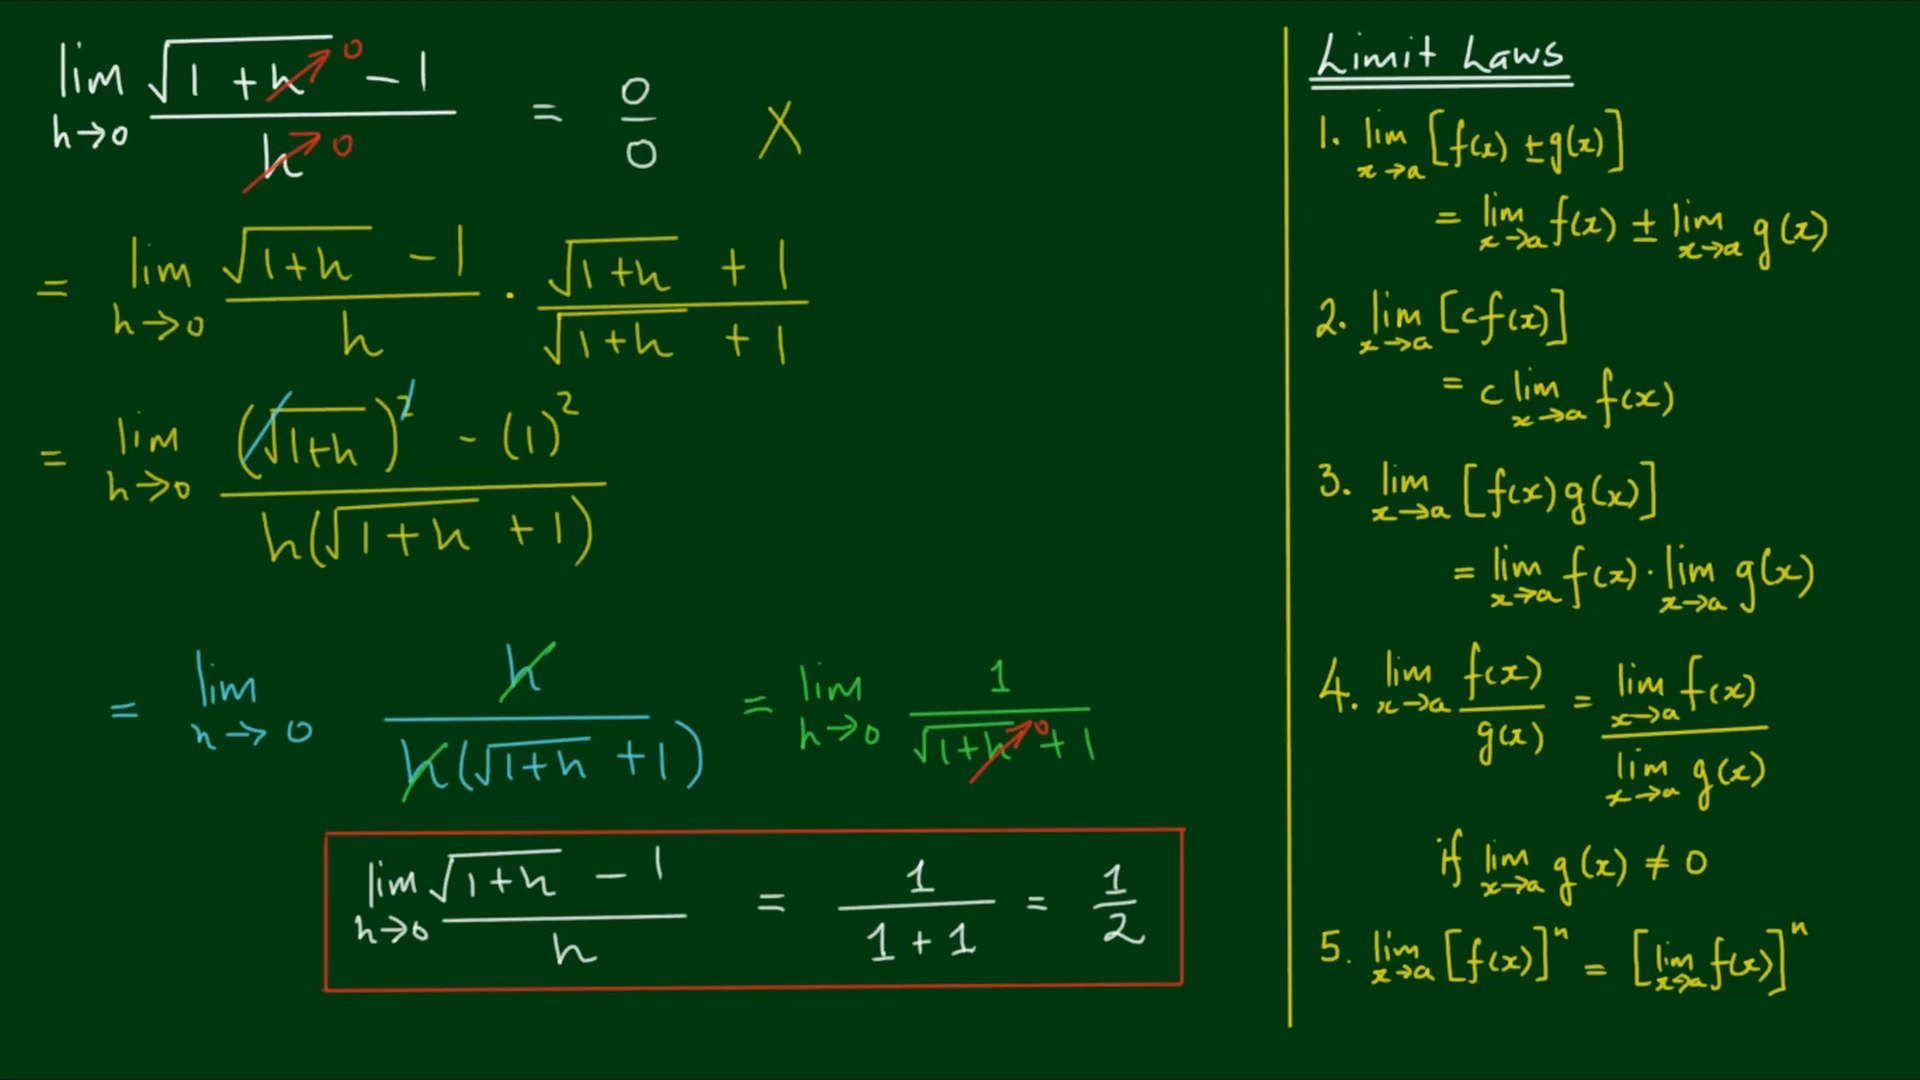 lim h→0 (√(1 + h) - 1)/h = 0/0 X
0
0
= lim h→0 (√(1+h) - 1)/h · (√(1+h) + 1)/(√(1+h) + 1)
= lim h→0 ((√(1+h))² - (1)²)/(h(√(1+h) + 1))
= lim h→0 h/(h(√(1+h) + 1)) = lim h→0 1/(√(1+h) + 1)
0
lim h→0 (√(1+h) - 1)/h = 1/(1 + 1) = 1/2
Limit Laws
1. lim x→a [f(x) ± g(x)]
= lim x→a f(x) ± lim x→a g(x)
2. lim x→a [cf(x)]
= c lim x→a f(x)
3. lim x→a [f(x) g(x)]
= lim x→a f(x) · lim x→a g(x)
4. lim x→a f(x)/g(x) = (lim x→a f(x))/(lim x→a g(x))
if lim x→a g(x) ≠ 0
5. lim x→a [f(x)]ⁿ = [lim x→a f(x)]ⁿ